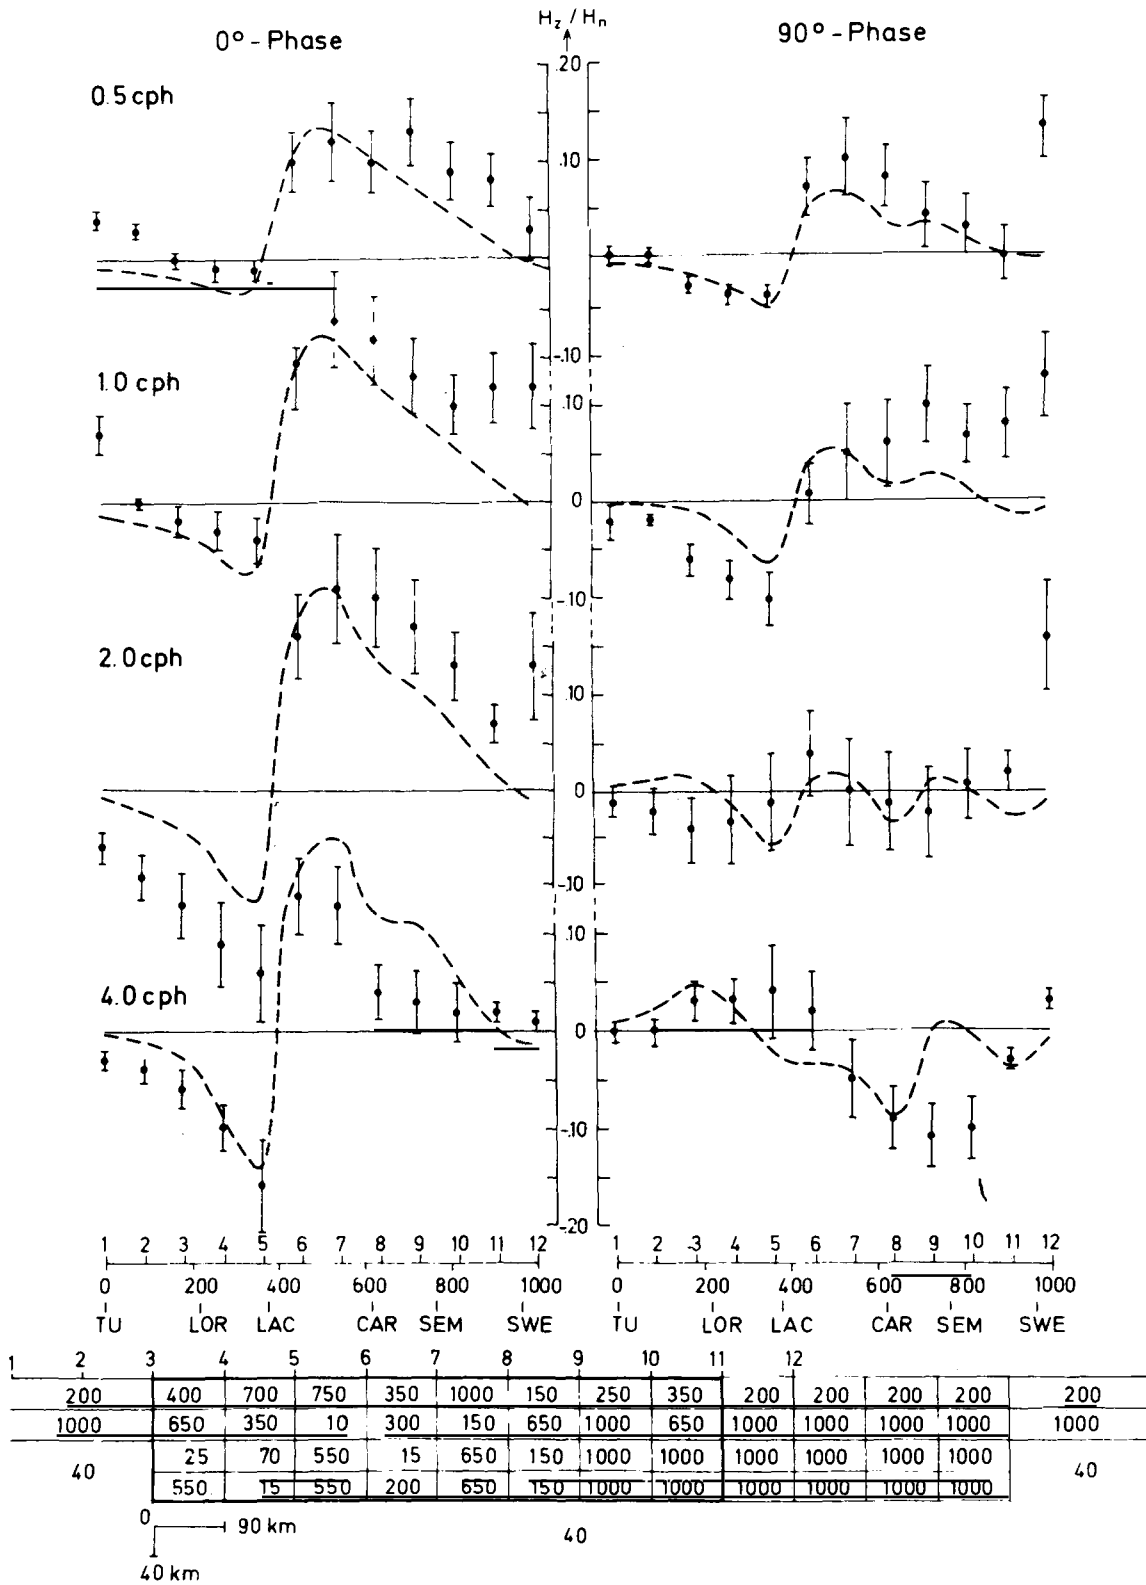 Hz / Hn
0° - Phase
90° - Phase
0.5 cph
.20
.10
-.10
1.0 cph
.10
0
-.10
2.0 cph
.10
0
-.10
4.0 cph
.10
0
-.10
-.20
1 2 3 4 5 6 7 8 9 10 11 12
1 2 3 4 5 6 7 8 9 10 11 12
0 200 400 600 800 1000
0 200 400 600 800 1000
TU LOR LAC CAR SEM SWE
TU LOR LAC CAR SEM SWE
1 2 3 4 5 6 7 8 9 10 11 12
200 400 700 750 350 1000 150 250 350 200 200 200 200 200
1000 650 350 10 300 150 650 1000 650 1000 1000 1000 1000 1000
40 25 70 550 15 650 150 1000 1000 1000 1000 1000 1000 40
550 15 550 200 650 150 1000 1000 1000 1000 1000 1000
0 90 km
40
40 km